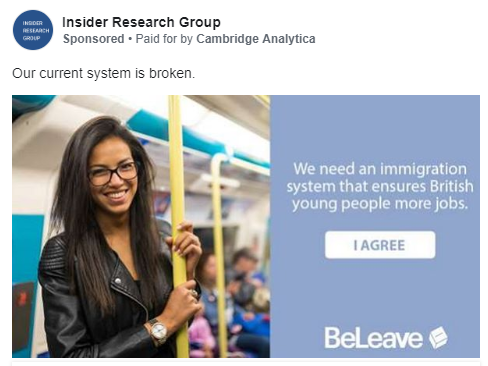 INSIDER
RESEARCH
GROUP
Insider Research Group
Sponsored • Paid for by Cambridge Analytica
Our current system is broken.
We need an immigration
system that ensures British
young people more jobs.
I AGREE
BeLeave